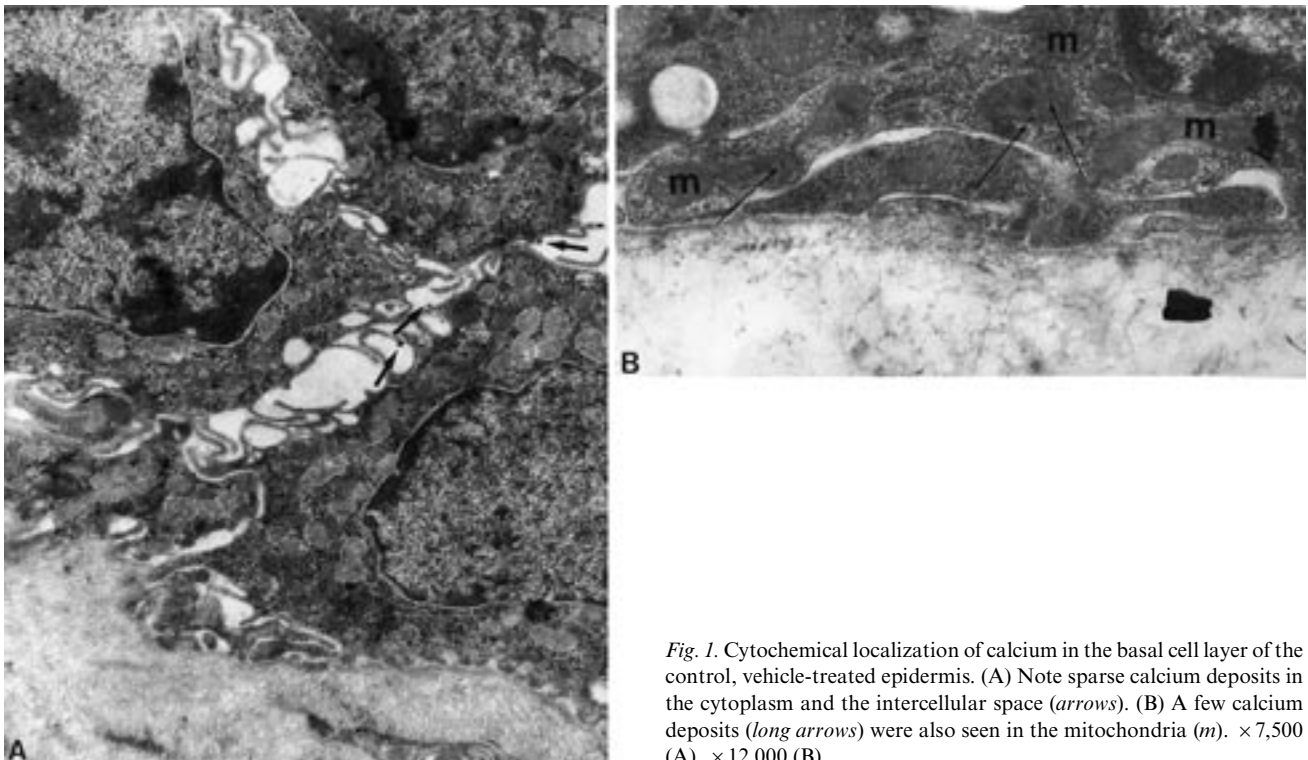 m
m
m
B
A
Fig. 1. Cytochemical localization of calcium in the basal cell layer of the
control, vehicle-treated epidermis. (A) Note sparse calcium deposits in
the cytoplasm and the intercellular space (arrows). (B) A few calcium
deposits (long arrows) were also seen in the mitochondria (m). × 7,500
(A), × 12,000 (B).